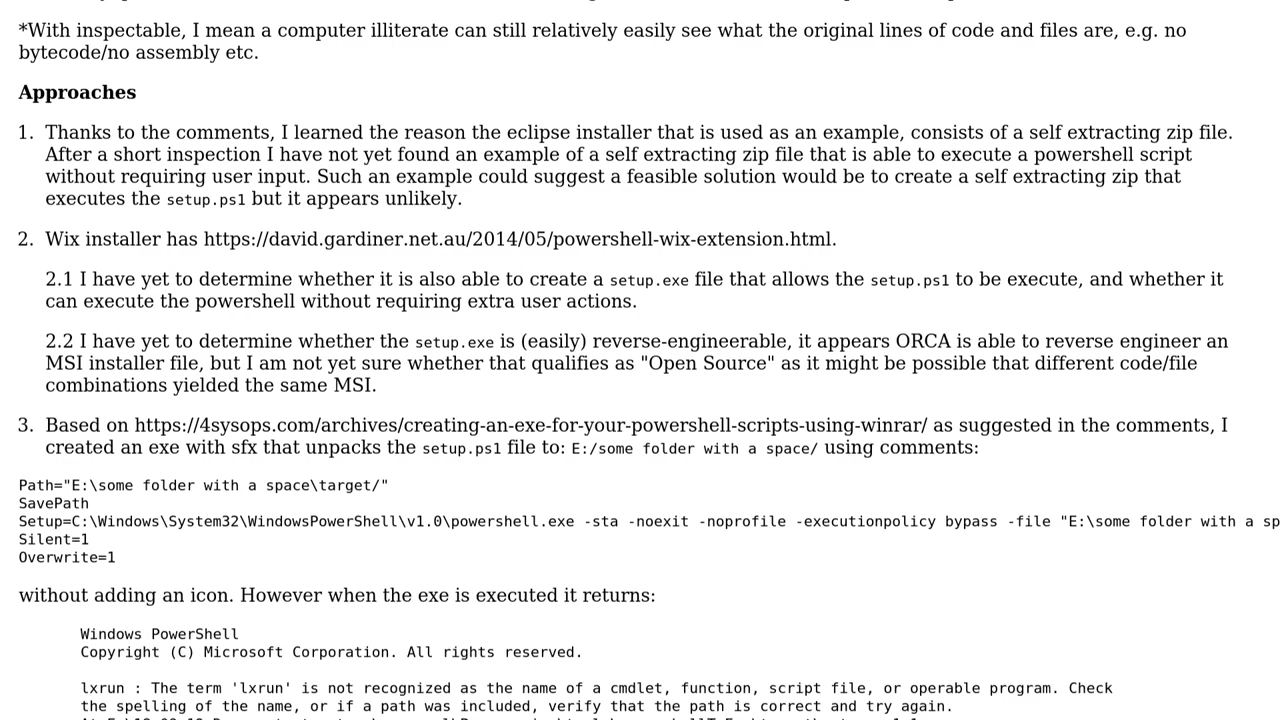 *With inspectable, I mean a computer illiterate can still relatively easily see what the original lines of code and files are, e.g. no
bytecode/no assembly etc.
Approaches
1. Thanks to the comments, I learned the reason the eclipse installer that is used as an example, consists of a self extracting zip file.
After a short inspection I have not yet found an example of a self extracting zip file that is able to execute a powershell script
without requiring user input. Such an example could suggest a feasible solution would be to create a self extracting zip that
executes the setup.ps1 but it appears unlikely.
2. Wix installer has https://david.gardiner.net.au/2014/05/powershell-wix-extension.html.
2.1 I have yet to determine whether it is also able to create a setup.exe file that allows the setup.ps1 to be execute, and whether it
can execute the powershell without requiring extra user actions.
2.2 I have yet to determine whether the setup.exe is (easily) reverse-engineerable, it appears ORCA is able to reverse engineer an
MSI installer file, but I am not yet sure whether that qualifies as "Open Source" as it might be possible that different code/file
combinations yielded the same MSI.
3. Based on https://4sysops.com/archives/creating-an-exe-for-your-powershell-scripts-using-winrar/ as suggested in the comments, I
created an exe with sfx that unpacks the setup.ps1 file to: E:/some folder with a space/ using comments:
Path="E:\some folder with a space\target/"
SavePath
Setup=C:\Windows\System32\WindowsPowerShell\v1.0\powershell.exe -sta -noexit -noprofile -executionpolicy bypass -file "E:\some folder with a sp
Silent=1
Overwrite=1
without adding an icon. However when the exe is executed it returns:
Windows PowerShell
Copyright (C) Microsoft Corporation. All rights reserved.
lxrun : The term 'lxrun' is not recognized as the name of a cmdlet, function, script file, or operable program. Check
the spelling of the name, or if a path was included, verify that the path is correct and try again.